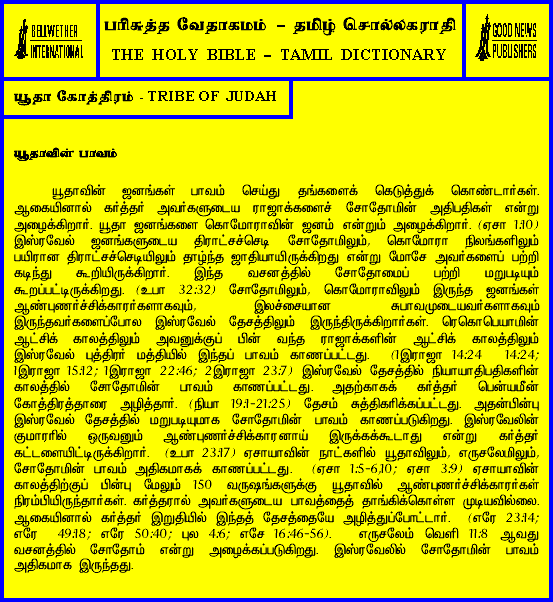 BELLWETHER
INTERNATIONAL
பரிசுத்த வேதாகமம் – தமிழ் சொல்லகராதி
THE HOLY BIBLE – TAMIL DICTIONARY
GOOD NEWS
PUBLISHERS
யூதா கோத்திரம் - TRIBE OF JUDAH
யூதாவின் பாவம்
யூதாவின் ஜனங்கள் பாவம் செய்து தங்களைக் கெடுத்துக் கொண்டார்கள்.
ஆகையினால் கர்த்தர் அவர்களுடைய ராஜாக்களைச் சோதோமின் அதிபதிகள் என்று
அழைக்கிறார். யூதா ஜனங்களை கொமோராவின் ஜனம் என்றும் அழைக்கிறார். (ஏசா 1:10)
இஸ்ரவேல் ஜனங்களுடைய திராட்சச்செடி சோதோமிலும், கொமோரா நிலங்களிலும்
பயிரான திராட்சச்செடியிலும் தாழ்ந்த ஜாதியாயிருக்கிறது என்று மோசே அவர்களைப் பற்றி
கடிந்து கூறியிருக்கிறார். இந்த வசனத்தில் சோதோமைப் பற்றி மறுபடியும்
கூறப்பட்டிருக்கிறது. (உபா 32:32) சோதோமிலும், கொமோராவிலும் இருந்த ஜனங்கள்
ஆண்புணர்ச்சிக்காரர்களாகவும், இலச்சையான சுபாவமுடையவர்களாகவும்
இருந்தவர்களைப்போல இஸ்ரவேல் தேசத்திலும் இருந்திருக்கிறார்கள். ரெகொபெயாமின்
ஆட்சிக் காலத்திலும் அவனுக்குப் பின் வந்த ராஜாக்களின் ஆட்சிக் காலத்திலும்
இஸ்ரவேல் புத்திரர் மத்தியில் இந்தப் பாவம் காணப்பட்டது. (1இராஜா 14:24 14:24;
1இராஜா 15:12; 1இராஜா 22:46; 2இராஜா 23:7) இஸ்ரவேல் தேசத்தில் நியாயாதிபதிகளின்
காலத்தில் சோதோமின் பாவம் காணப்பட்டது. அதற்காகக் கர்த்தர் பென்யமீன்
கோத்திரத்தாரை அழித்தார். (நியா 19:1-21:25) தேசம் சுத்திகரிக்கப்பட்டது. அதன்பின்பு
இஸ்ரவேல் தேசத்தில் மறுபடியுமாக சோதோமின் பாவம் காணப்படுகிறது. இஸ்ரவேலின்
குமாரரில் ஒருவனும் ஆண்புணர்ச்சிக்காரனாய் இருக்கக்கூடாது என்று கர்த்தர்
கட்டளையிட்டிருக்கிறார். (உபா 23:17) ஏசாயாவின் நாட்களில் யூதாவிலும், எருசலேமிலும்,
சோதோமின் பாவம் அதிகமாகக் காணப்பட்டது. (ஏசா 1:5-6,10; ஏசா 3:9) ஏசாயாவின்
காலத்திற்குப் பின்பு மேலும் 150 வருஷங்களுக்கு யூதாவில் ஆண்புணர்ச்சிக்காரர்கள்
நிரம்பியிருந்தார்கள். கர்த்தரால் அவர்களுடைய பாவத்தைத் தாங்கிக்கொள்ள முடியவில்லை.
ஆகையினால் கர்த்தர் இறுதியில் இந்தத் தேசத்தையே அழித்துப்போட்டார். (எரே 23:14;
எரே 49:18; எரே 50:40; புல 4:6; எசே 16:46-56). எருசலேம் வெளி 11:8 ஆவது
வசனத்தில் சோதோம் என்று அழைக்கப்படுகிறது. இஸ்ரவேலில் சோதோமின் பாவம்
அதிகமாக இருந்தது.